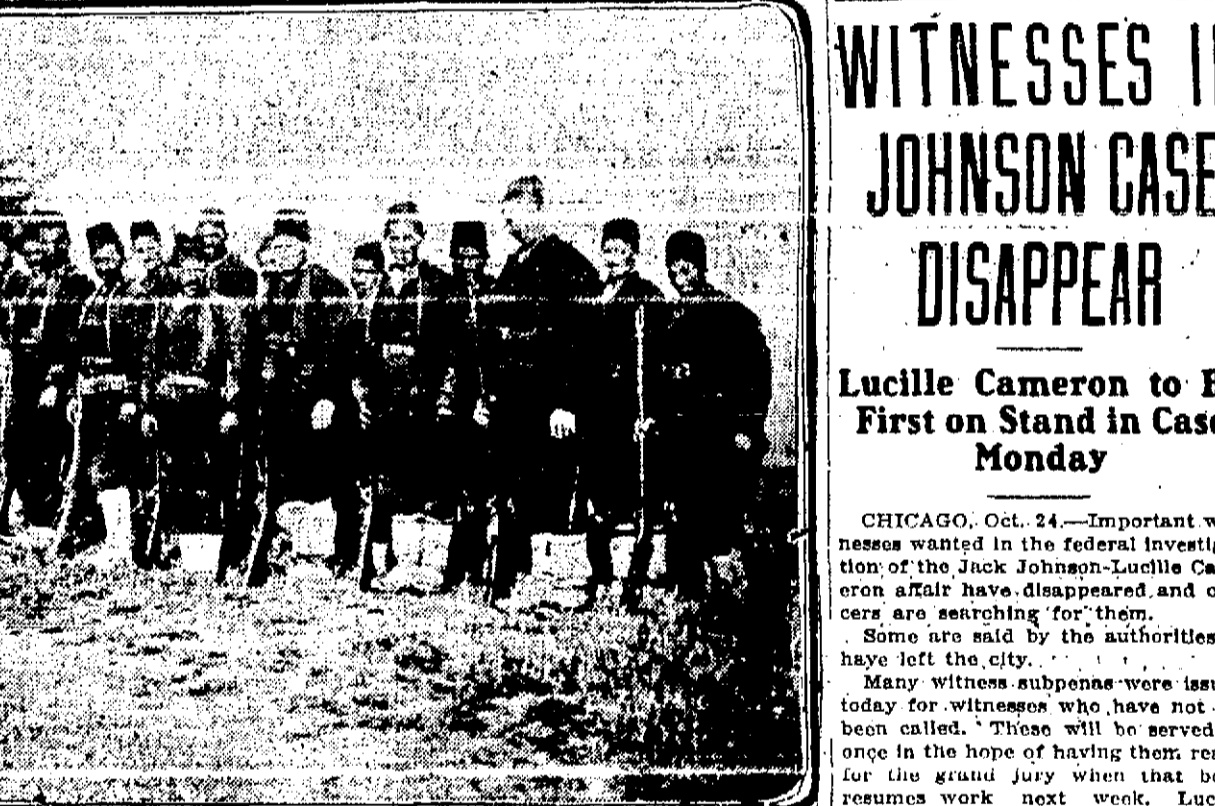 WITNESSES I
JOHNSON CASE
DISAPPEAR
Lucille Cameron to
First on Stand in Cas
Monday
CHICAGO, Oct. 24.—Important w
nesses wanted in the federal investig
tion of the Jack Johnson-Lucille Ca
eron affair have disappeared and o
cers are searching for them.
Some are said by the authorities
have left the city.
Many witness subpenas were iss
today for witnesses who have not
been called. These will be served
once in the hope of having them re
for the grand jury when that b
resumes work next week. Luc